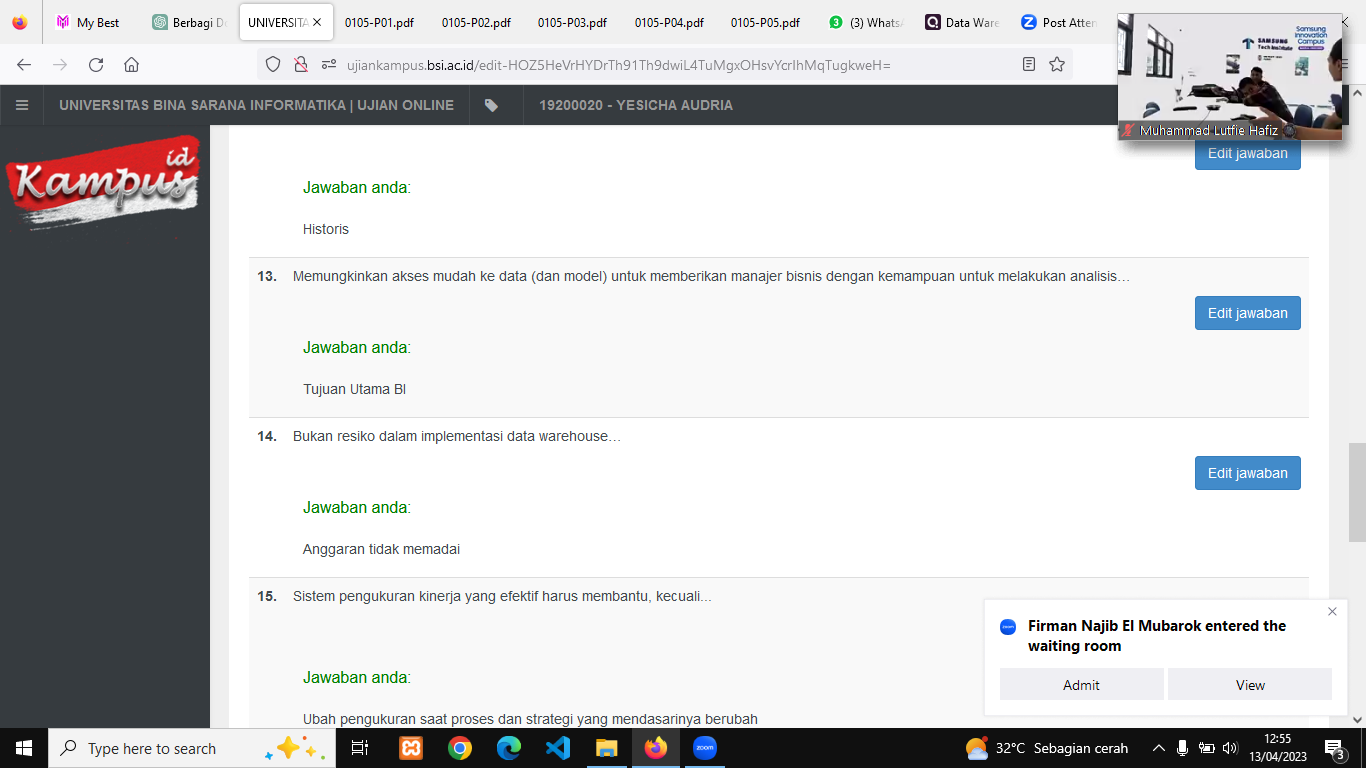 My Best
Berbagi D
UNIVERSITA
0105-P01.pdf
0105-P02.pdf
0105-P03.pdf
0105-P04.pdf
0105-P05.pdf
(3) Whats
Data Ware
Post Atten
ujiankampus.bsi.ac.id/edit-HOZ5HeVrHYDrTh91Th9dwiL4TuMgxOHsvYcrIhMqTugkweH=
SAMSUNG
Tech Institute
Samsung
Innovation
Campus
Muhammad Lutfie Hafiz
UNIVERSITAS BINA SARANA INFORMATIKA | UJIAN ONLINE
19200020 - YESICHA AUDRIA
Kampus id
Edit jawaban
Jawaban anda:
Historis
13. Memungkinkan akses mudah ke data (dan model) untuk memberikan manajer bisnis dengan kemampuan untuk melakukan analisis…
Edit jawaban
Jawaban anda:
Tujuan Utama BI
14. Bukan resiko dalam implementasi data warehouse…
Edit jawaban
Jawaban anda:
Anggaran tidak memadai
15. Sistem pengukuran kinerja yang efektif harus membantu, kecuali...
Jawaban anda:
Ubah pengukuran saat proses dan strategi yang mendasarinya berubah
zoom
Firman Najib El Mubarok entered the
waiting room
Admit
View
Type here to search
zoom
32°C Sebagian cerah
12:55
13/04/2023
3